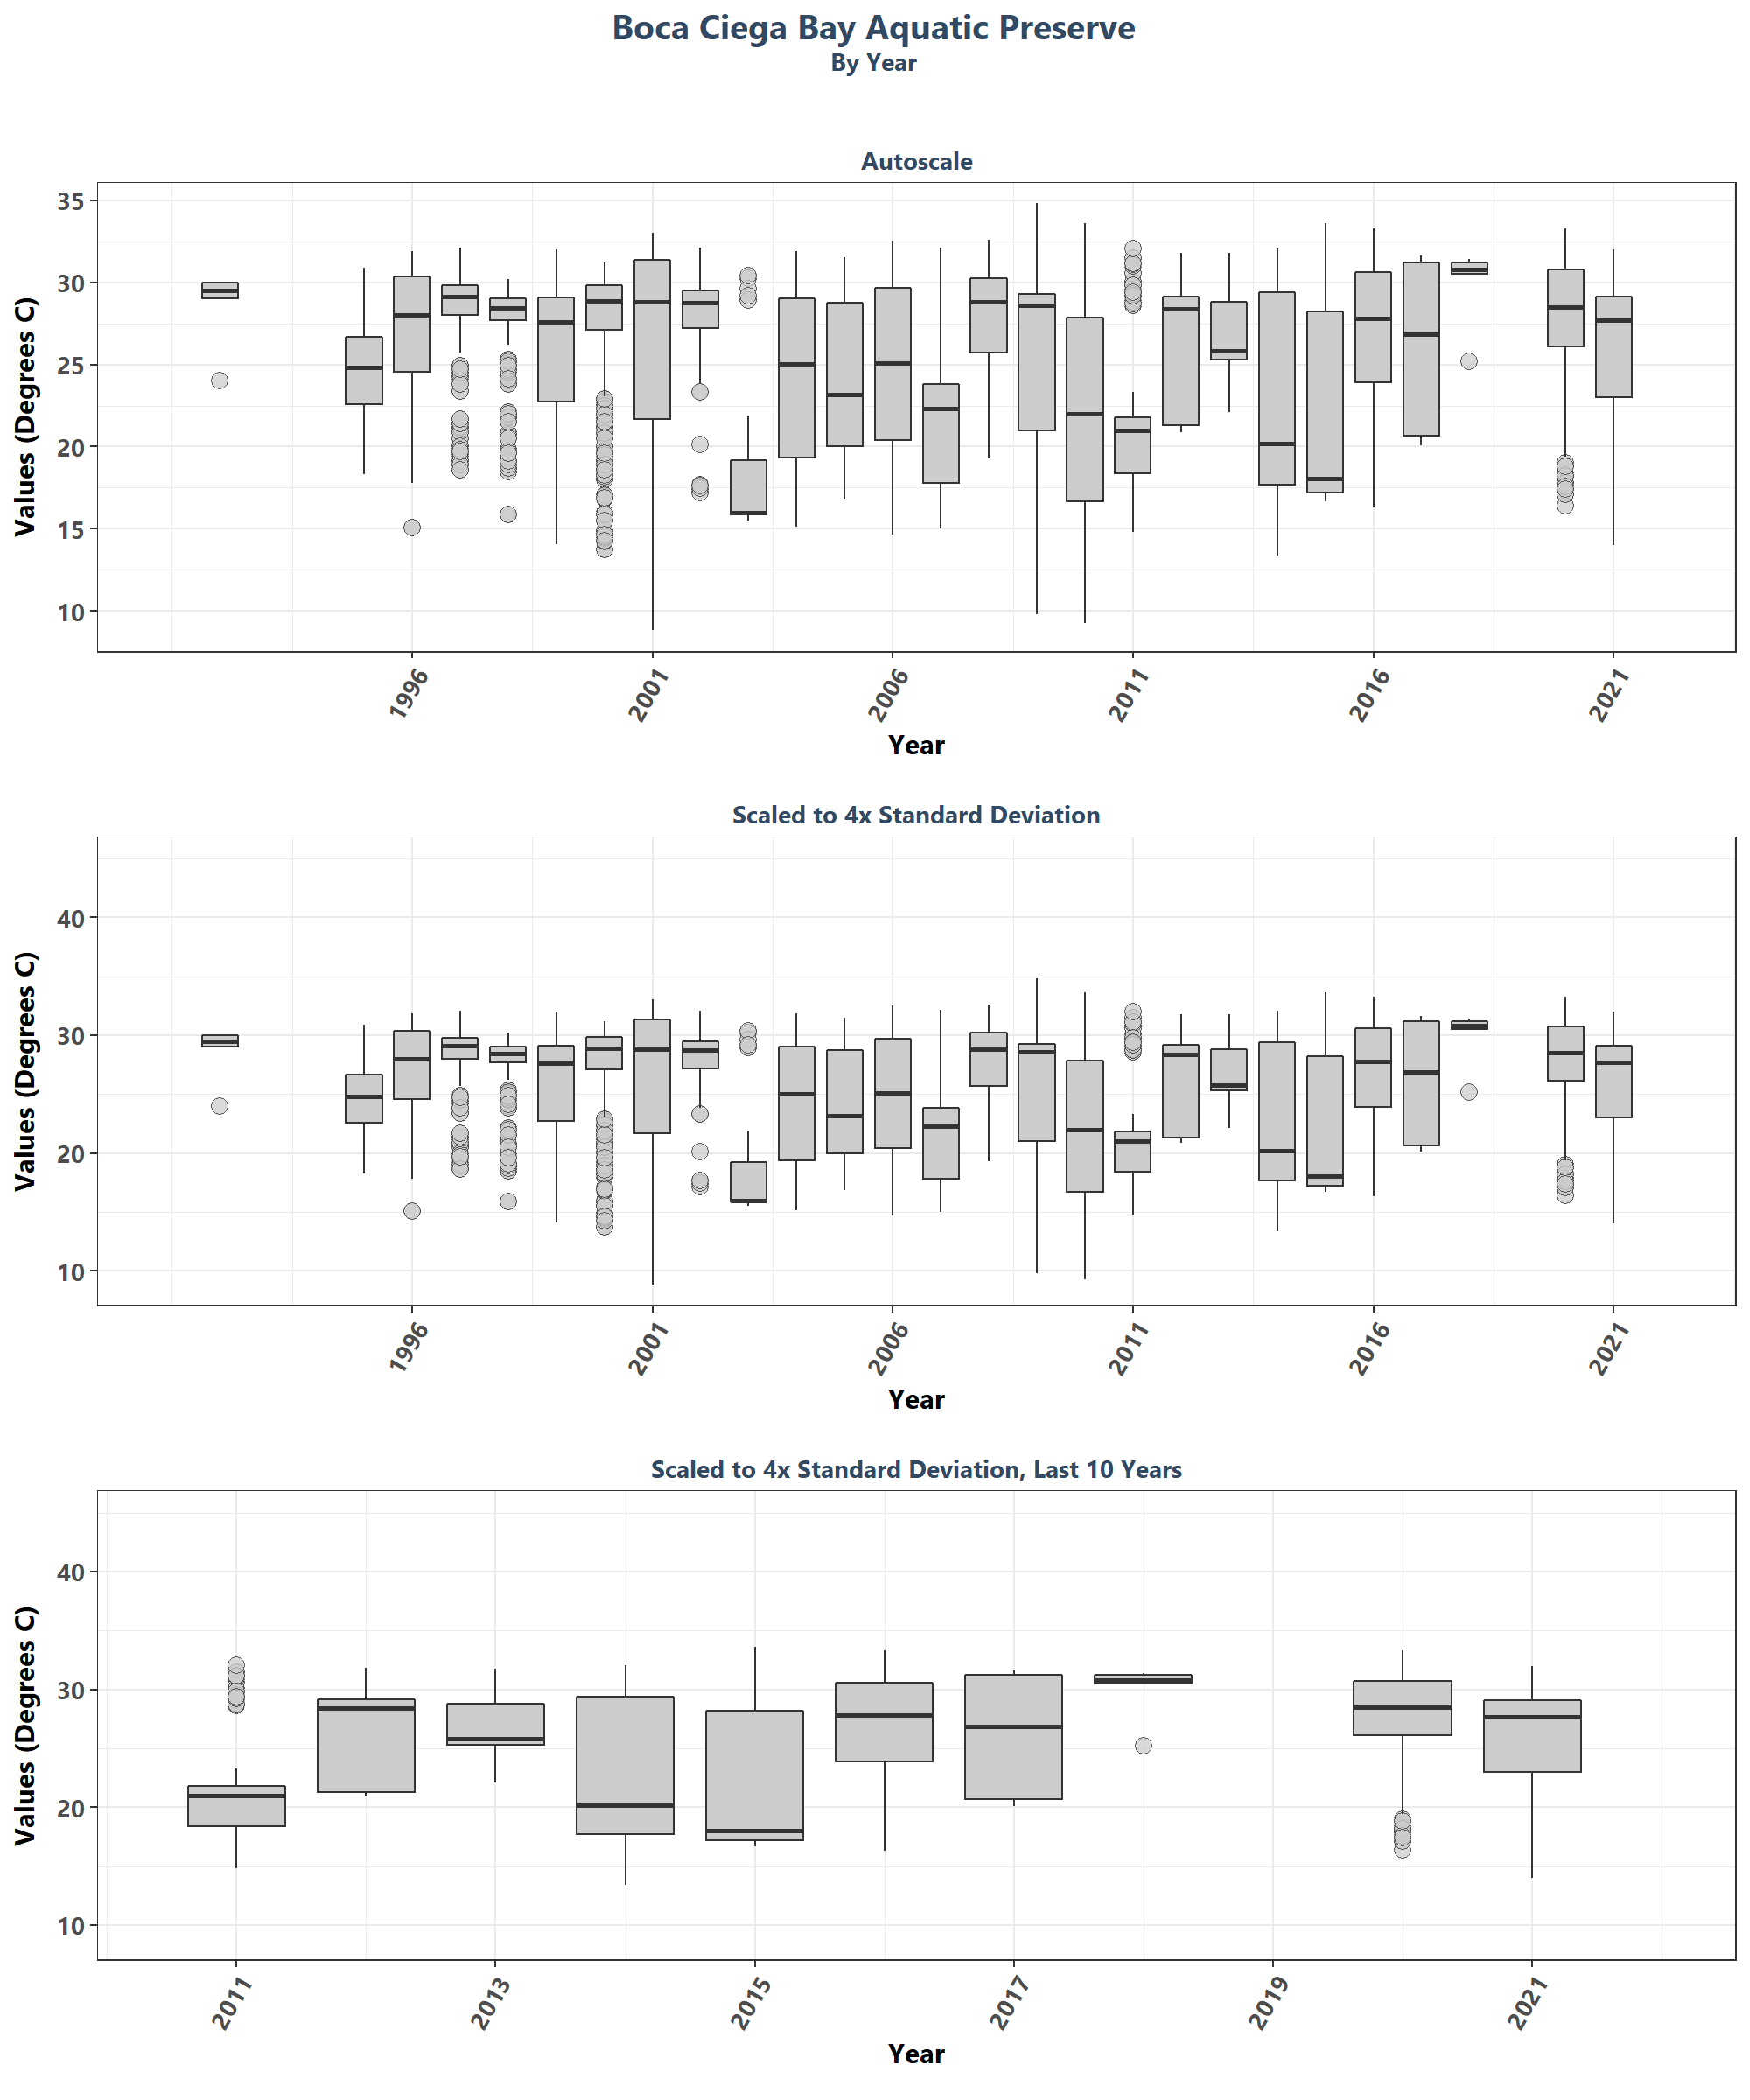 Boca Ciega Bay Aquatic Preserve
By Year
Autoscale
Values (Degrees C)
35
30
25
20
15
10
1996
2001
2006
2011
2016
2021
Year
Scaled to 4x Standard Deviation
Values (Degrees C)
40
30
20
10
1996
2001
2006
2011
2016
2021
Year
Scaled to 4x Standard Deviation, Last 10 Years
Values (Degrees C)
40
30
20
10
2011
2013
2015
2017
2019
2021
Year